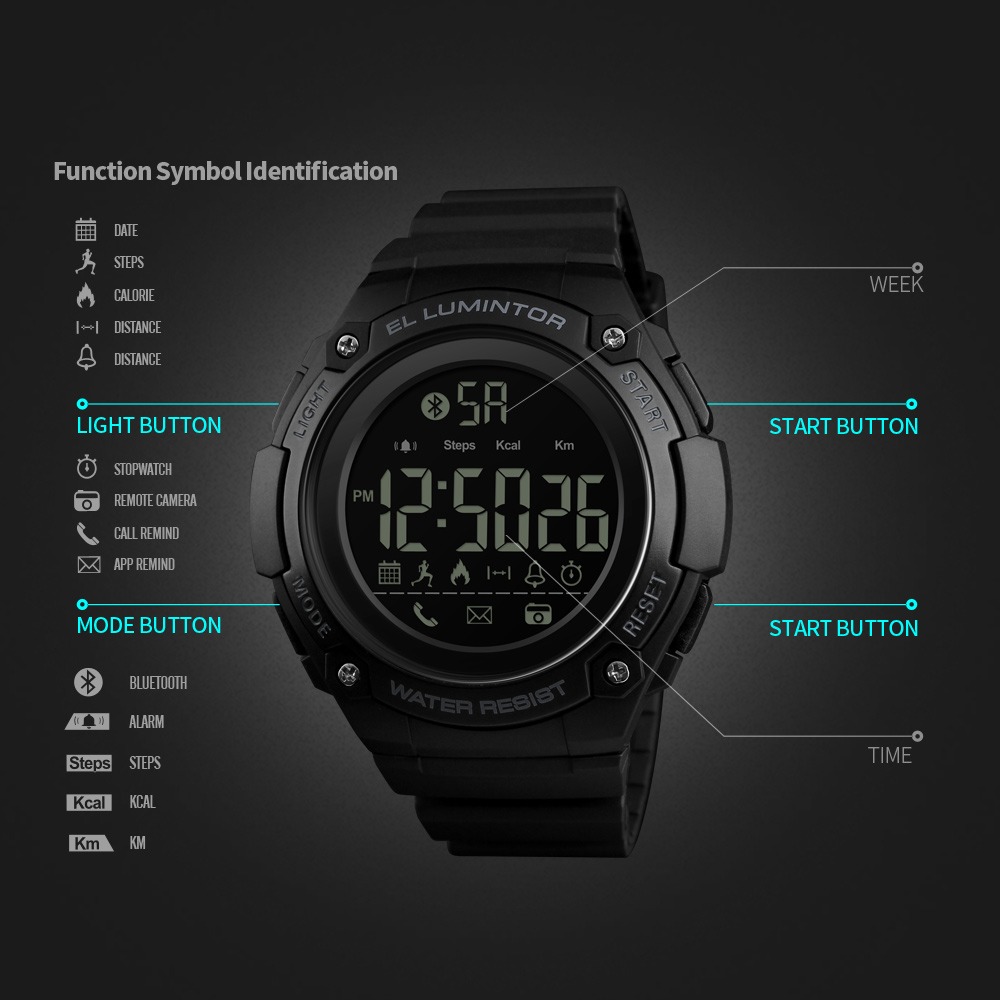 Function Symbol Identification
DATE
STEPS
CALORIE
DISTANCE
DISTANCE
LIGHT BUTTON
STOPWATCH
REMOTE CAMERA
CALL REMIND
APP REMIND
MODE BUTTON
BLUETOOTH
ALARM
Steps STEPS
Kcal KCAL
Km KM
EL LUMINTOR
LIGHT
START
SA
Steps Kcal Km
PM 12:50 26
MODE
RESET
WATER RESIST
WEEK
START BUTTON
START BUTTON
TIME